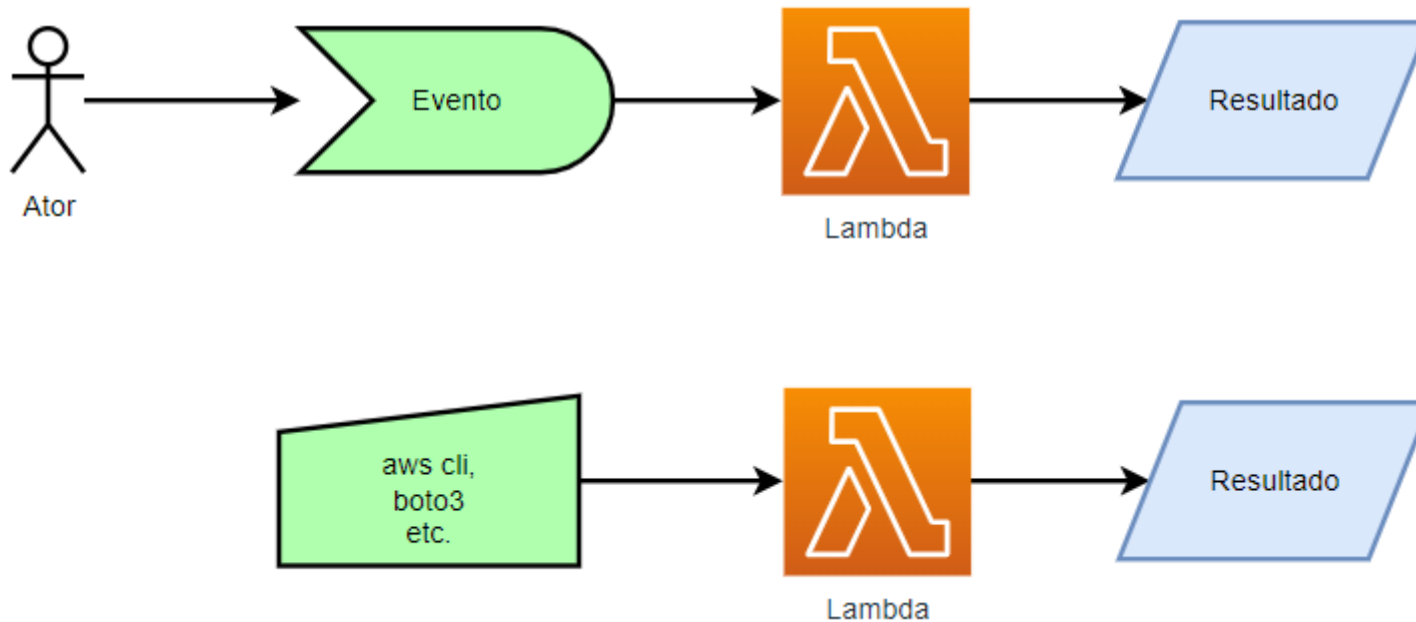 Evento
Resultado
Ator
Lambda
aws cli,
boto3
etc.
Resultado
Lambda